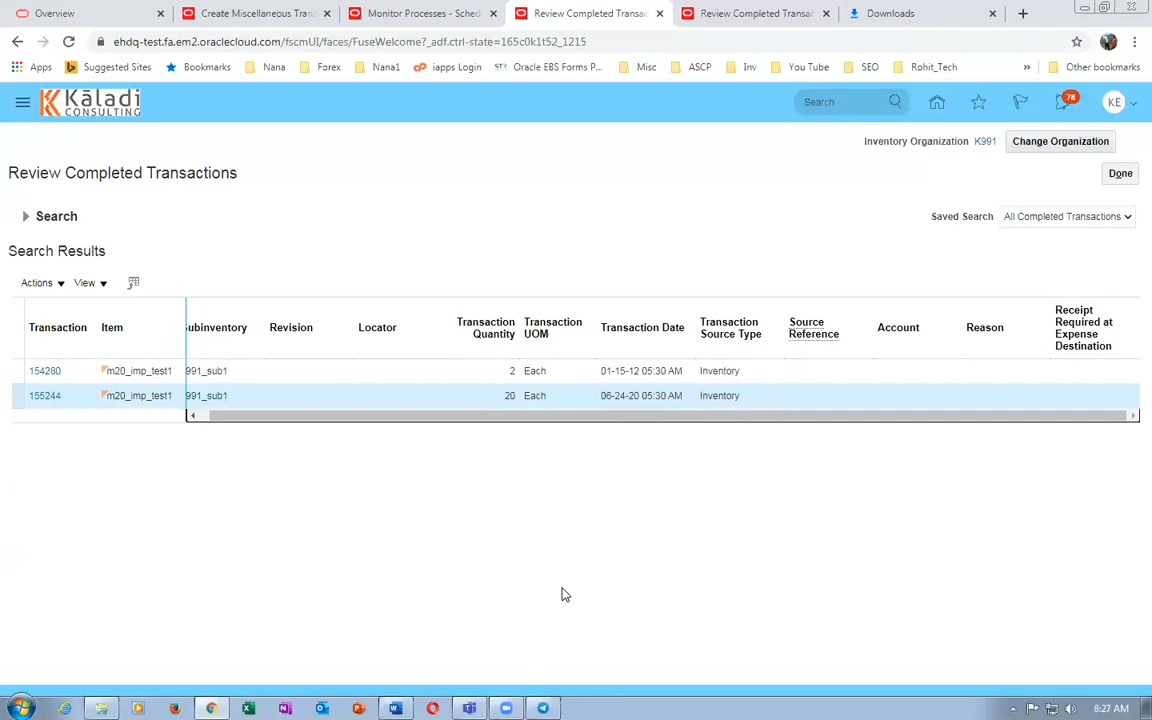 Overview
Create Miscellaneous Tran
Monitor Processes - Sched
Review Completed Transac
Review Completed Transac
Downloads
ehdq-test.fa.em2.oraclecloud.com/fscmUI/faces/FuseWelcome?_adf.ctrl-state=165c0k1t52_1215
Apps Suggested Sites Bookmarks Nana Forex Nana1 iapps Login Oracle EBS Forms P... Misc ASCP Inv You Tube SEO Rohit_Tech » Other bookmarks
Kaladi
CONSULTING
Search
78
KE
Inventory Organization K991 Change Organization
Review Completed Transactions
Done
Search
Saved Search All Completed Transactions
Search Results
Actions View
Transaction Item ubinventory Revision Locator Transaction Quantity Transaction UOM Transaction Date Transaction Source Type Source Reference Account Reason Receipt Required at Expense Destination
154280 m20_imp_test1 991_sub1 2 Each 01-15-12 05:30 AM Inventory
155244 m20_imp_test1 991_sub1 20 Each 06-24-20 05:30 AM Inventory
8:27 AM